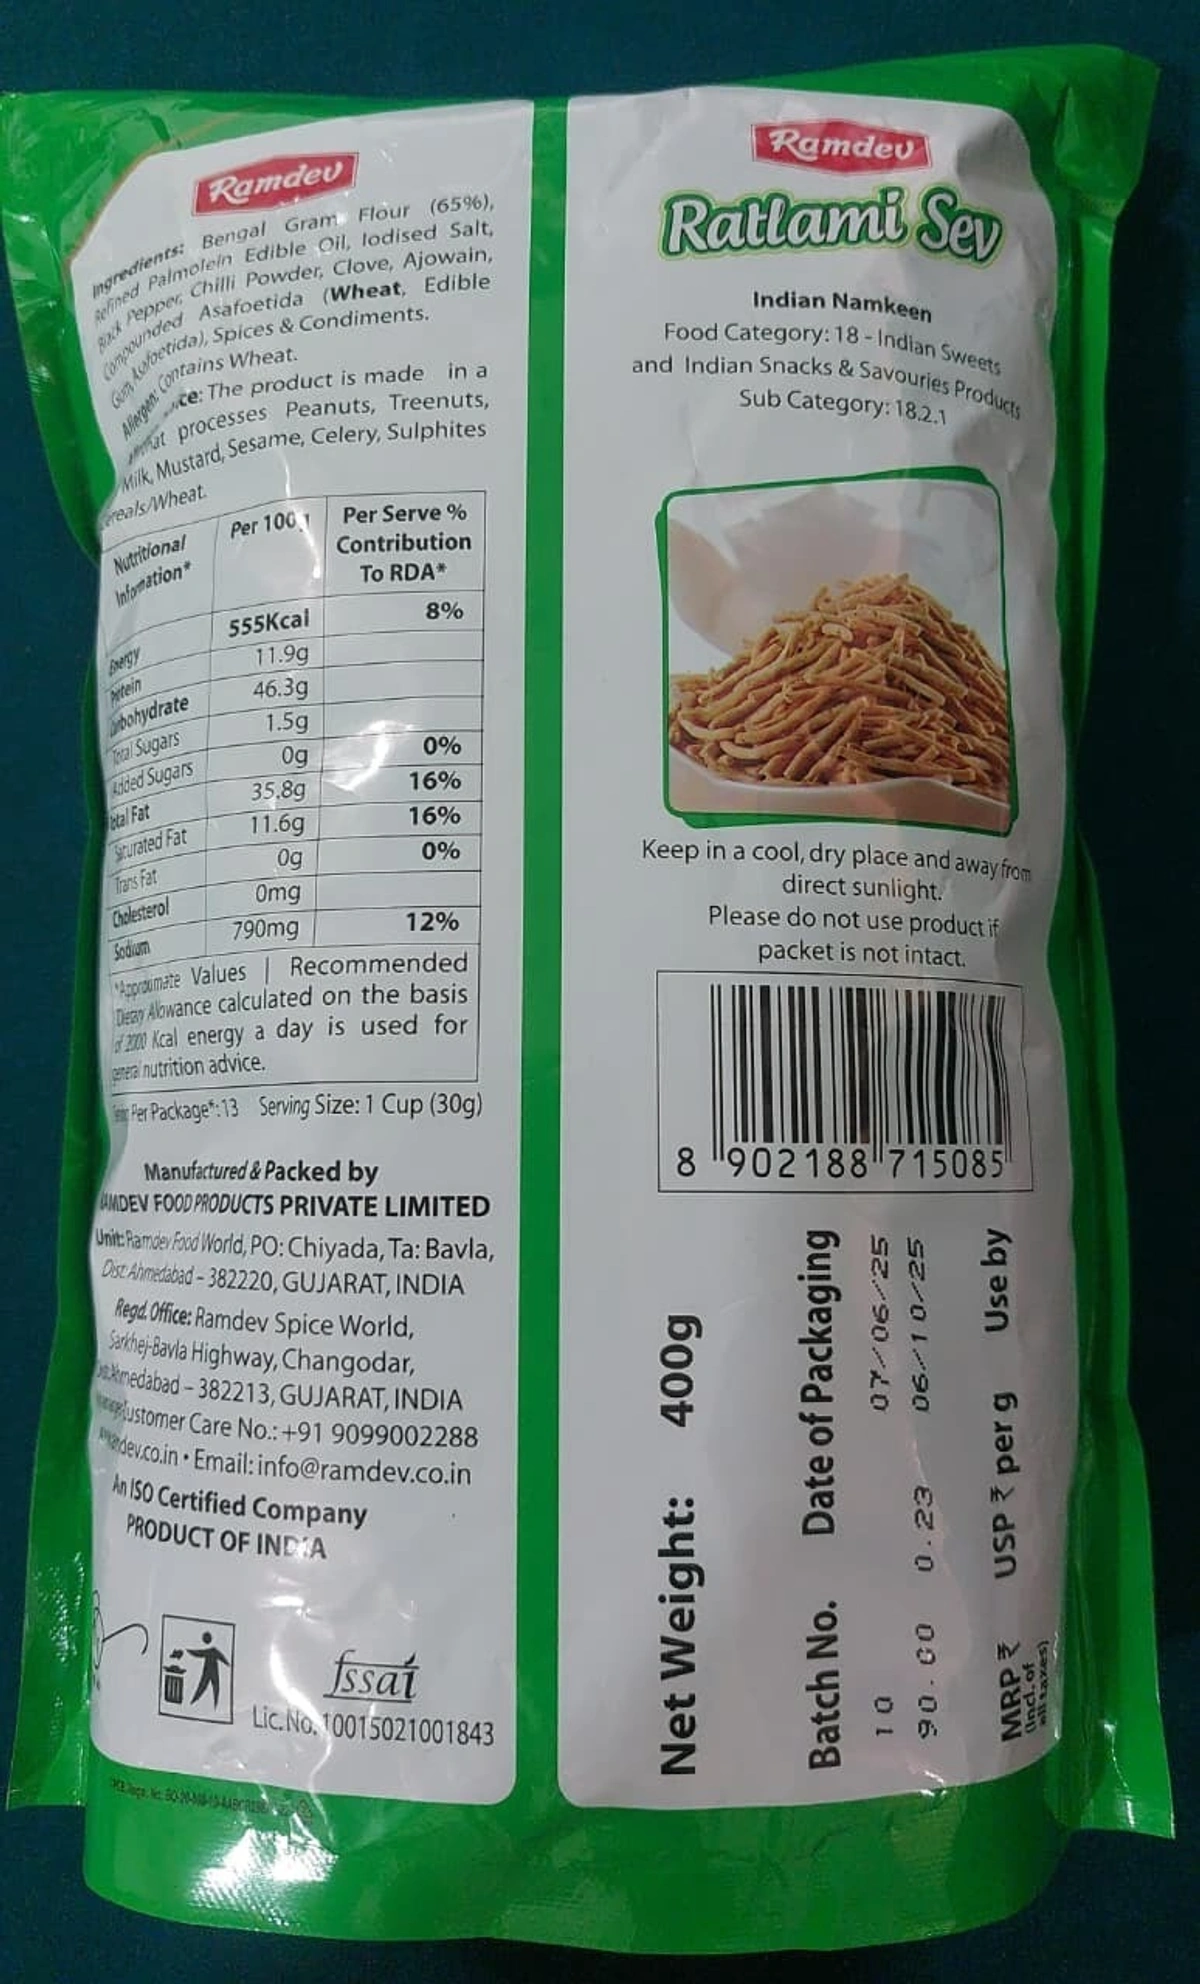 Ramdev
Ingredients: Bengal Gram Flour (65%),
Refined Palmolein Edible Oil, Iodised Salt,
Black Pepper, Chilli Powder, Clove, Ajowain,
Compounded Asafoetida (Wheat, Edible
Gum, Asafoetida), Spices & Condiments.
Allergen: Contains Wheat.
The product is made in a
that processes Peanuts, Treenuts,
Milk, Mustard, Sesame, Celery, Sulphites
Cereals/Wheat.
Nutritional Information* Per 100g Per Serve % Contribution To RDA*
Energy 555Kcal 8%
Protein 11.9g
Carbohydrate 46.3g
Total Sugars 1.5g
Added Sugars 0g 0%
Total Fat 35.8g 16%
Saturated Fat 11.6g 16%
Trans Fat 0g 0%
Cholesterol 0mg
Sodium 790mg 12%
*Approximate Values | Recommended
Dietary Allowance calculated on the basis
of 2000 Kcal energy a day is used for
general nutrition advice.
Per Package*: 13 Serving Size: 1 Cup (30g)
Manufactured & Packed by
RAMDEV FOOD PRODUCTS PRIVATE LIMITED
Unit: Ramdev Food World, PO: Chiyada, Ta: Bavla,
Dist: Ahmedabad - 382220, GUJARAT, INDIA
Regd. Office: Ramdev Spice World,
Sarkhej-Bavla Highway, Changodar,
Dist: Ahmedabad - 382213, GUJARAT, INDIA
Customer Care No.: +91 9099002288
• Email: info@ramdev.co.in
An ISO Certified Company
PRODUCT OF INDIA
fssai
Lic. No. 10015021001843
Ramdev
Ratlami Sev
Indian Namkeen
Food Category: 18 - Indian Sweets
and Indian Snacks & Savouries Products
Sub Category: 18.2.1
Keep in a cool, dry place and away from
direct sunlight.
Please do not use product if
packet is not intact.
8 902188 715085
Net Weight: 400g
Batch No. Date of Packaging
10 07/06/25
90.00 0.23 06/10/25
MRP ₹ USP ₹ per g Use by
(Incl. of
all taxes)